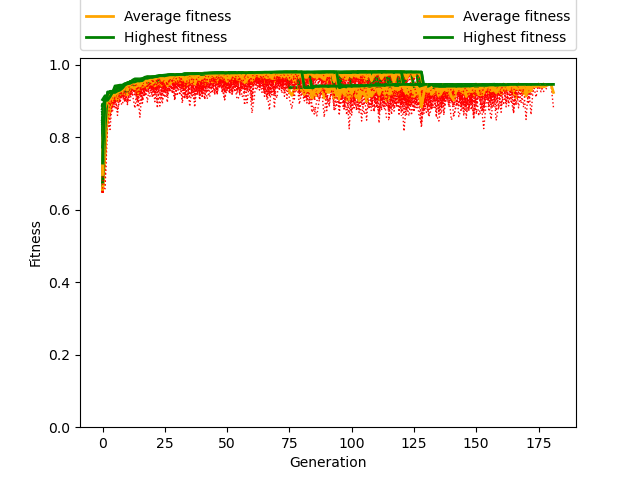 Average fitness Average fitness
Highest fitness Highest fitness
1.0
0.8
0.6
0.4
0.2
0.0
Fitness
0 25 50 75 100 125 150 175
Generation